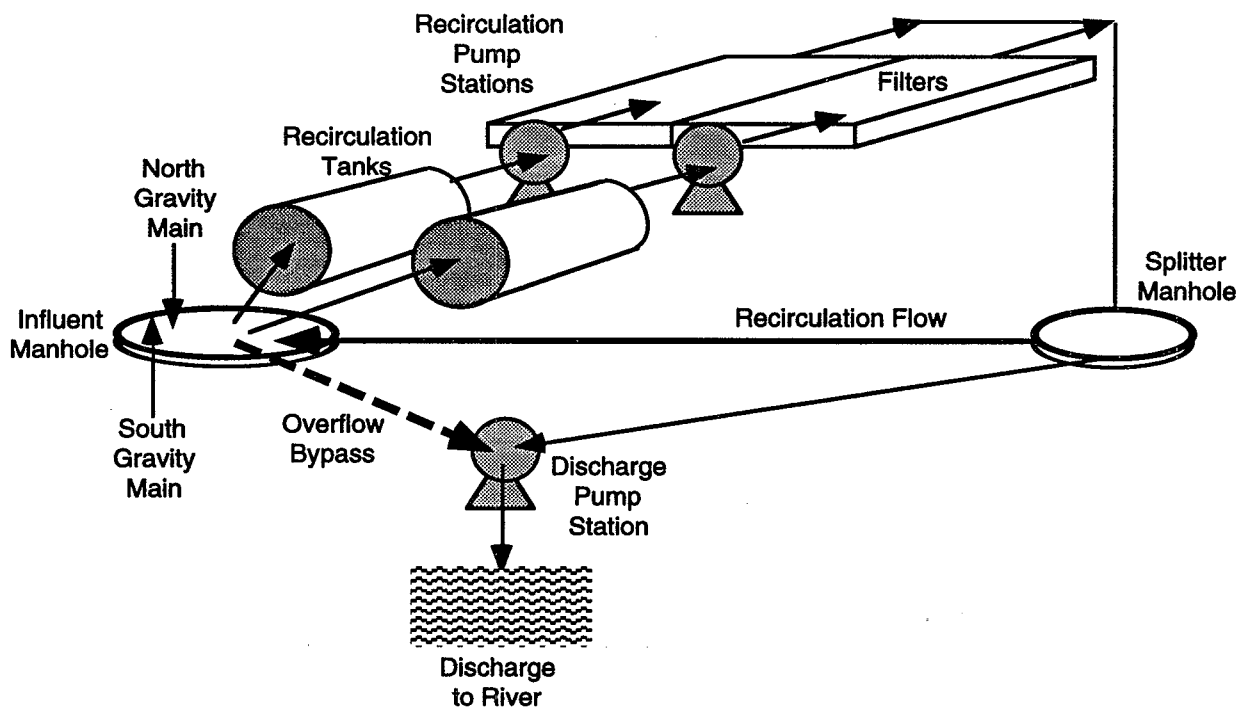 Recirculation
Pump
Stations
Filters
Recirculation
Tanks
North
Gravity
Main
Splitter
Manhole
Influent
Manhole
Recirculation Flow
South
Gravity
Main
Overflow
Bypass
Discharge
Pump
Station
Discharge
to River